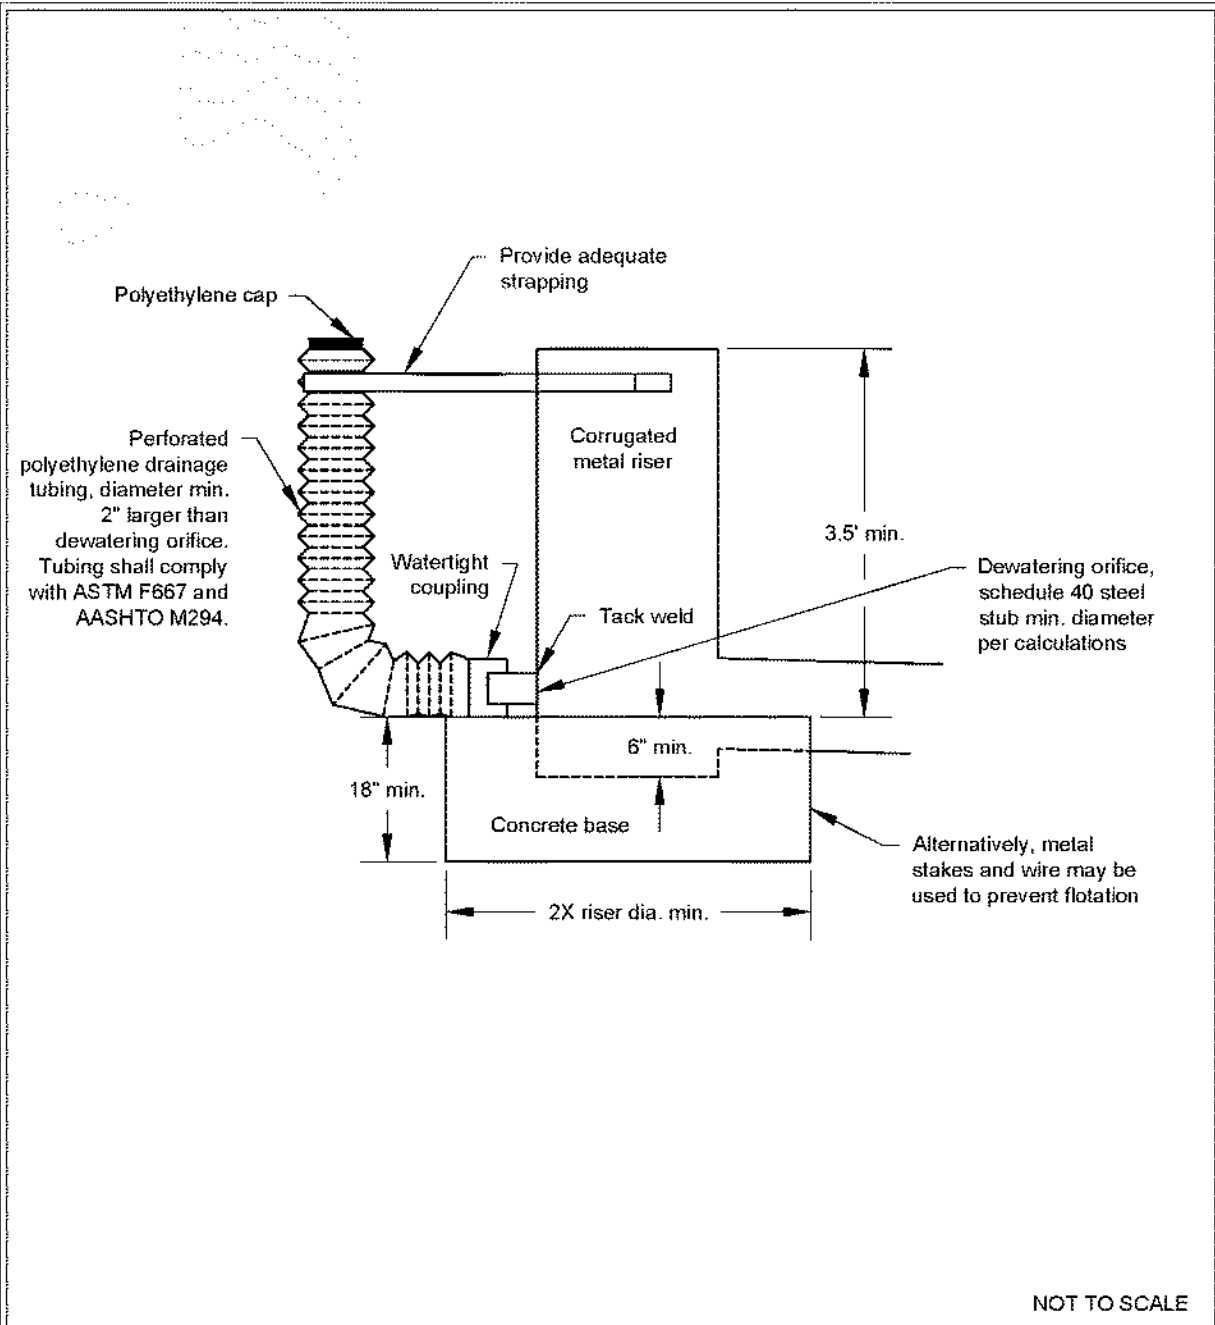 Provide adequate
strapping
Polyethylene cap
Perforated
polyethylene drainage
tubing, diameter min.
2" larger than
dewatering orifice.
Tubing shall comply
with ASTM F667 and
AASHTO M294.
Corrugated
metal riser
3.5' min.
Watertight
coupling
Tack weld
Dewatering orifice,
schedule 40 steel
stub min. diameter
per calculations
6" min.
18" min.
Concrete base
Alternatively, metal
stakes and wire may be
used to prevent flotation
2X riser dia. min.
NOT TO SCALE